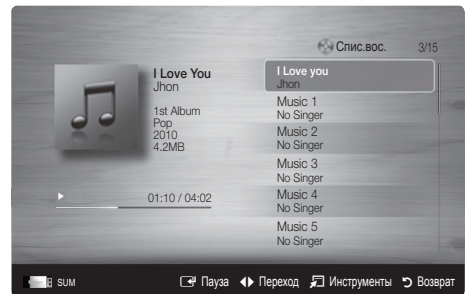 Спис.вос. 3/15
I Love You
Jhon
1st Album
Pop
2010
4.2MB
01:10 / 04:02
I Love you
Jhon
Music 1
No Singer
Music 2
No Singer
Music 3
No Singer
Music 4
No Singer
Music 5
No Singer
SUM Пауза Переход Инструменты Возврат